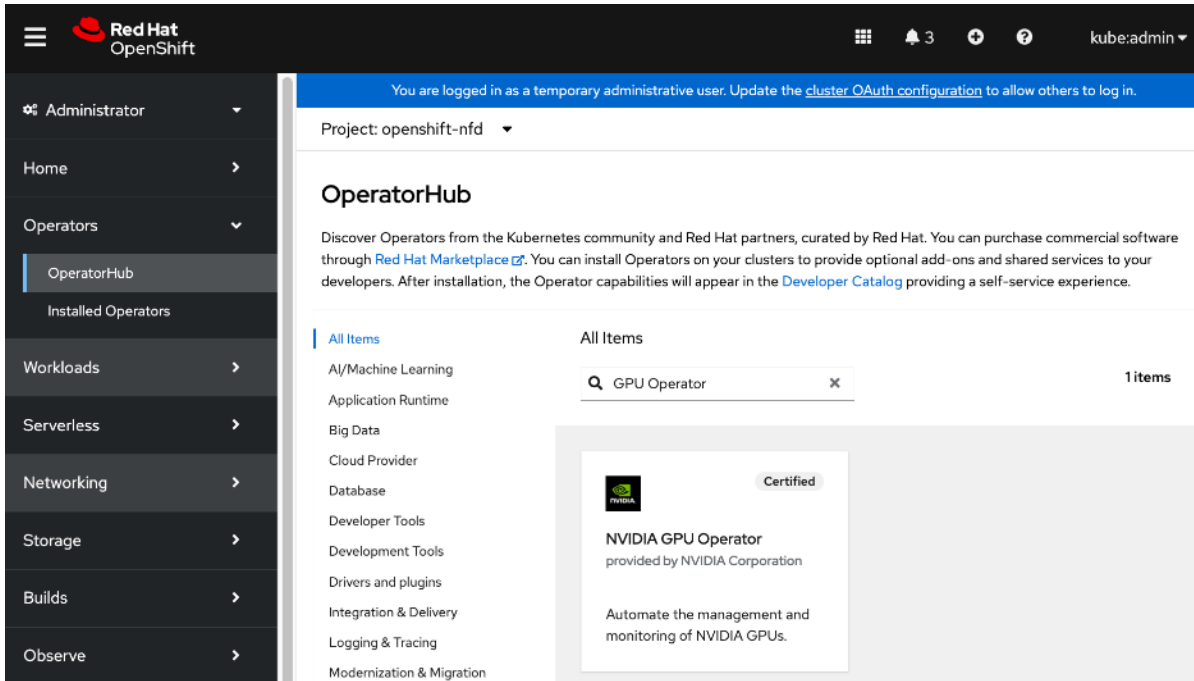 Red Hat
OpenShift
3
kube:admin
Administrator
Home
Operators
OperatorHub
Installed Operators
Workloads
Serverless
Networking
Storage
Builds
Observe
You are logged in as a temporary administrative user. Update the cluster OAuth configuration to allow others to log in.
Project: openshift-nfd
OperatorHub
Discover Operators from the Kubernetes community and Red Hat partners, curated by Red Hat. You can purchase commercial software
through Red Hat Marketplace. You can install Operators on your clusters to provide optional add-ons and shared services to your
developers. After installation, the Operator capabilities will appear in the Developer Catalog providing a self-service experience.
All Items
AI/Machine Learning
Application Runtime
Big Data
Cloud Provider
Database
Developer Tools
Development Tools
Drivers and plugins
Integration & Delivery
Logging & Tracing
Modernization & Migration
All Items
GPU Operator
1 items
NVIDIA
Certified
NVIDIA GPU Operator
provided by NVIDIA Corporation
Automate the management and
monitoring of NVIDIA GPUs.